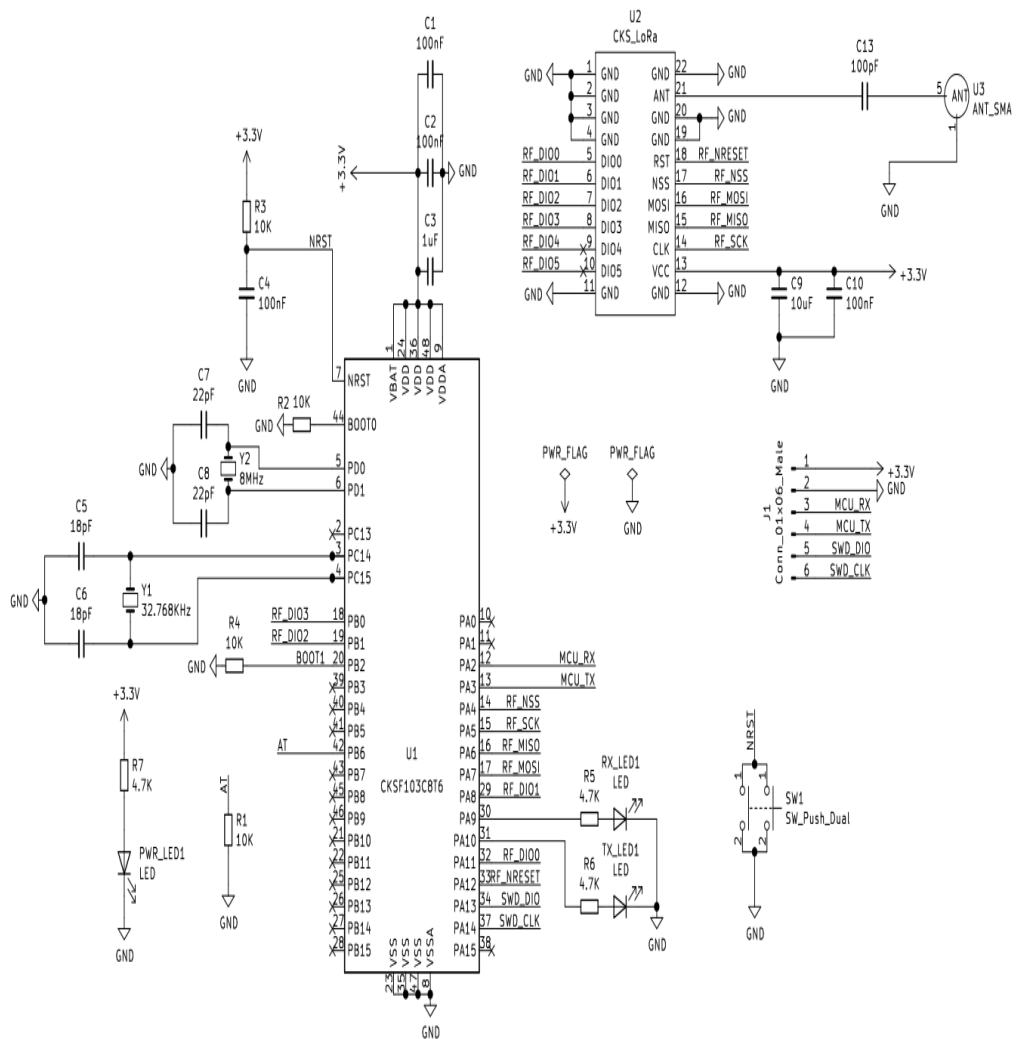 C1
100nF
C2
100nF
C3
1uF
+3.3V
GND
+3.3V
R3
10K
NRST
C4
100nF
GND
U2
CKS_LoRa
GND 1 GND GND 22 GND
2 GND ANT 21
3 GND GND 20 GND
4 GND GND 19
RF_DIO0 5 DIO0 RST 18 RF_NRESET
RF_DIO1 6 DIO1 NSS 17 RF_NSS
RF_DIO2 7 DIO2 MOSI 16 RF_MOSI
RF_DIO3 8 DIO3 MISO 15 RF_MISO
RF_DIO4 9 DIO4 CLK 14 RF_SCK
RF_DIO5 10 DIO5 VCC 13 +3.3V
GND 11 GND GND 12 GND
C13
100pF
5 ANT U3
ANT_SMA
1
GND
C9
10uF
C10
100nF
GND
1 VBAT
24 VDD
36 VDD
48 VDD
9 VDDA
7 NRST
GND R2 10K 44 BOOT0
C7
22pF
GND
Y2
8MHz
C8
22pF
5 PD0
6 PD1
2 PC13
3 PC14
4 PC15
C5
18pF
GND
C6
18pF
Y1
32.768KHz
RF_DIO3 18 PB0
RF_DIO2 19 PB1
R4
10K
GND BOOT1 20 PB2
39 PB3
40 PB4
41 PB5
AT 42 PB6
43 PB7
45 PB8
46 PB9
21 PB10
22 PB11
25 PB12
26 PB13
27 PB14
28 PB15
U1
CKSF103C8T6
PA0 10
PA1 11
PA2 12 MCU_RX
PA3 13 MCU_TX
PA4 14 RF_NSS
PA5 15 RF_SCK
PA6 16 RF_MISO
PA7 17 RF_MOSI
PA8 29 RF_DIO1
PA9 30
PA10 31
PA11 32 RF_DIO0
PA12 33 RF_NRESET
PA13 34 SWD_DIO
PA14 37 SWD_CLK
PA15 38
23 VSS
35 VSS
47 VSS
8 VSSA
GND
R5
4.7K
RX_LED1
LED
R6
4.7K
TX_LED1
LED
GND
+3.3V
R7
4.7K
PWR_LED1
LED
GND
AT
R1
10K
GND
PWR_FLAG
+3.3V
PWR_FLAG
GND
J1
Conn_01x06_Male
1 +3.3V
2 GND
3 MCU_RX
4 MCU_TX
5 SWD_DIO
6 SWD_CLK
NRST
1 1
SW1
SW_Push_Dual
2 2
GND